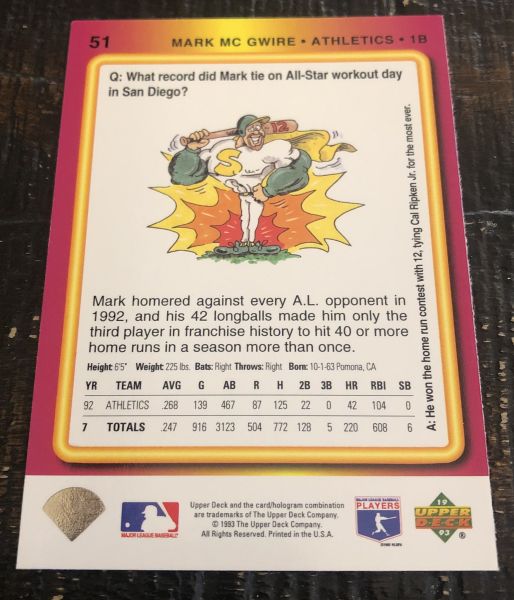 51 MARK MC GWIRE • ATHLETICS • 1B
Q: What record did Mark tie on All-Star workout day
in San Diego?
12
S
Mark homered against every A.L. opponent in
1992, and his 42 longballs made him only the
third player in franchise history to hit 40 or more
home runs in a season more than once.
Height: 6'5" Weight: 225 lbs. Bats: Right Throws: Right Born: 10-1-63 Pomona, CA
YR TEAM AVG G AB R H 2B 3B HR RBI SB
92 ATHLETICS .268 139 467 87 125 22 0 42 104 0
7 TOTALS .247 916 3123 504 772 128 5 220 608 6
A: He won the home run contest with 12, tying Cal Ripken Jr. for the most ever.
MAJOR LEAGUE BASEBALL
Upper Deck and the card/hologram combination
are trademarks of The Upper Deck Company.
© 1993 The Upper Deck Company.
All Rights Reserved. Printed in the U.S.A.
MAJOR LEAGUE BASEBALL
PLAYERS
19
UPPER
DECK
93
®